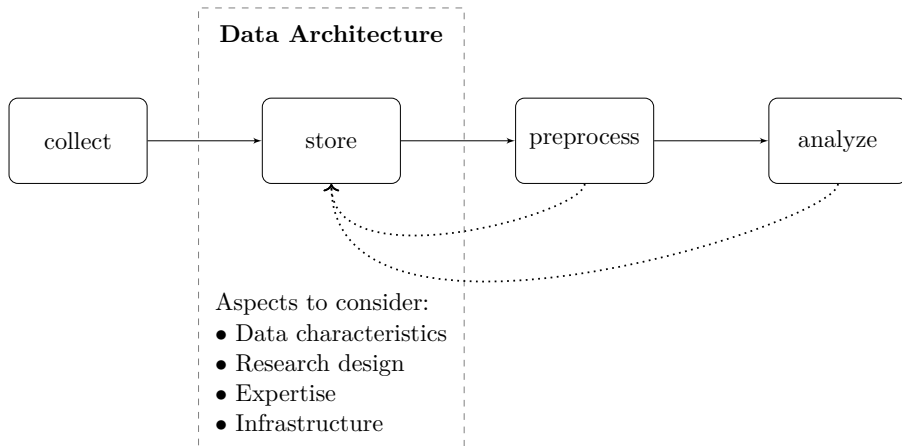 Data Architecture
collect
store
preprocess
analyze
Aspects to consider:
• Data characteristics
• Research design
• Expertise
• Infrastructure